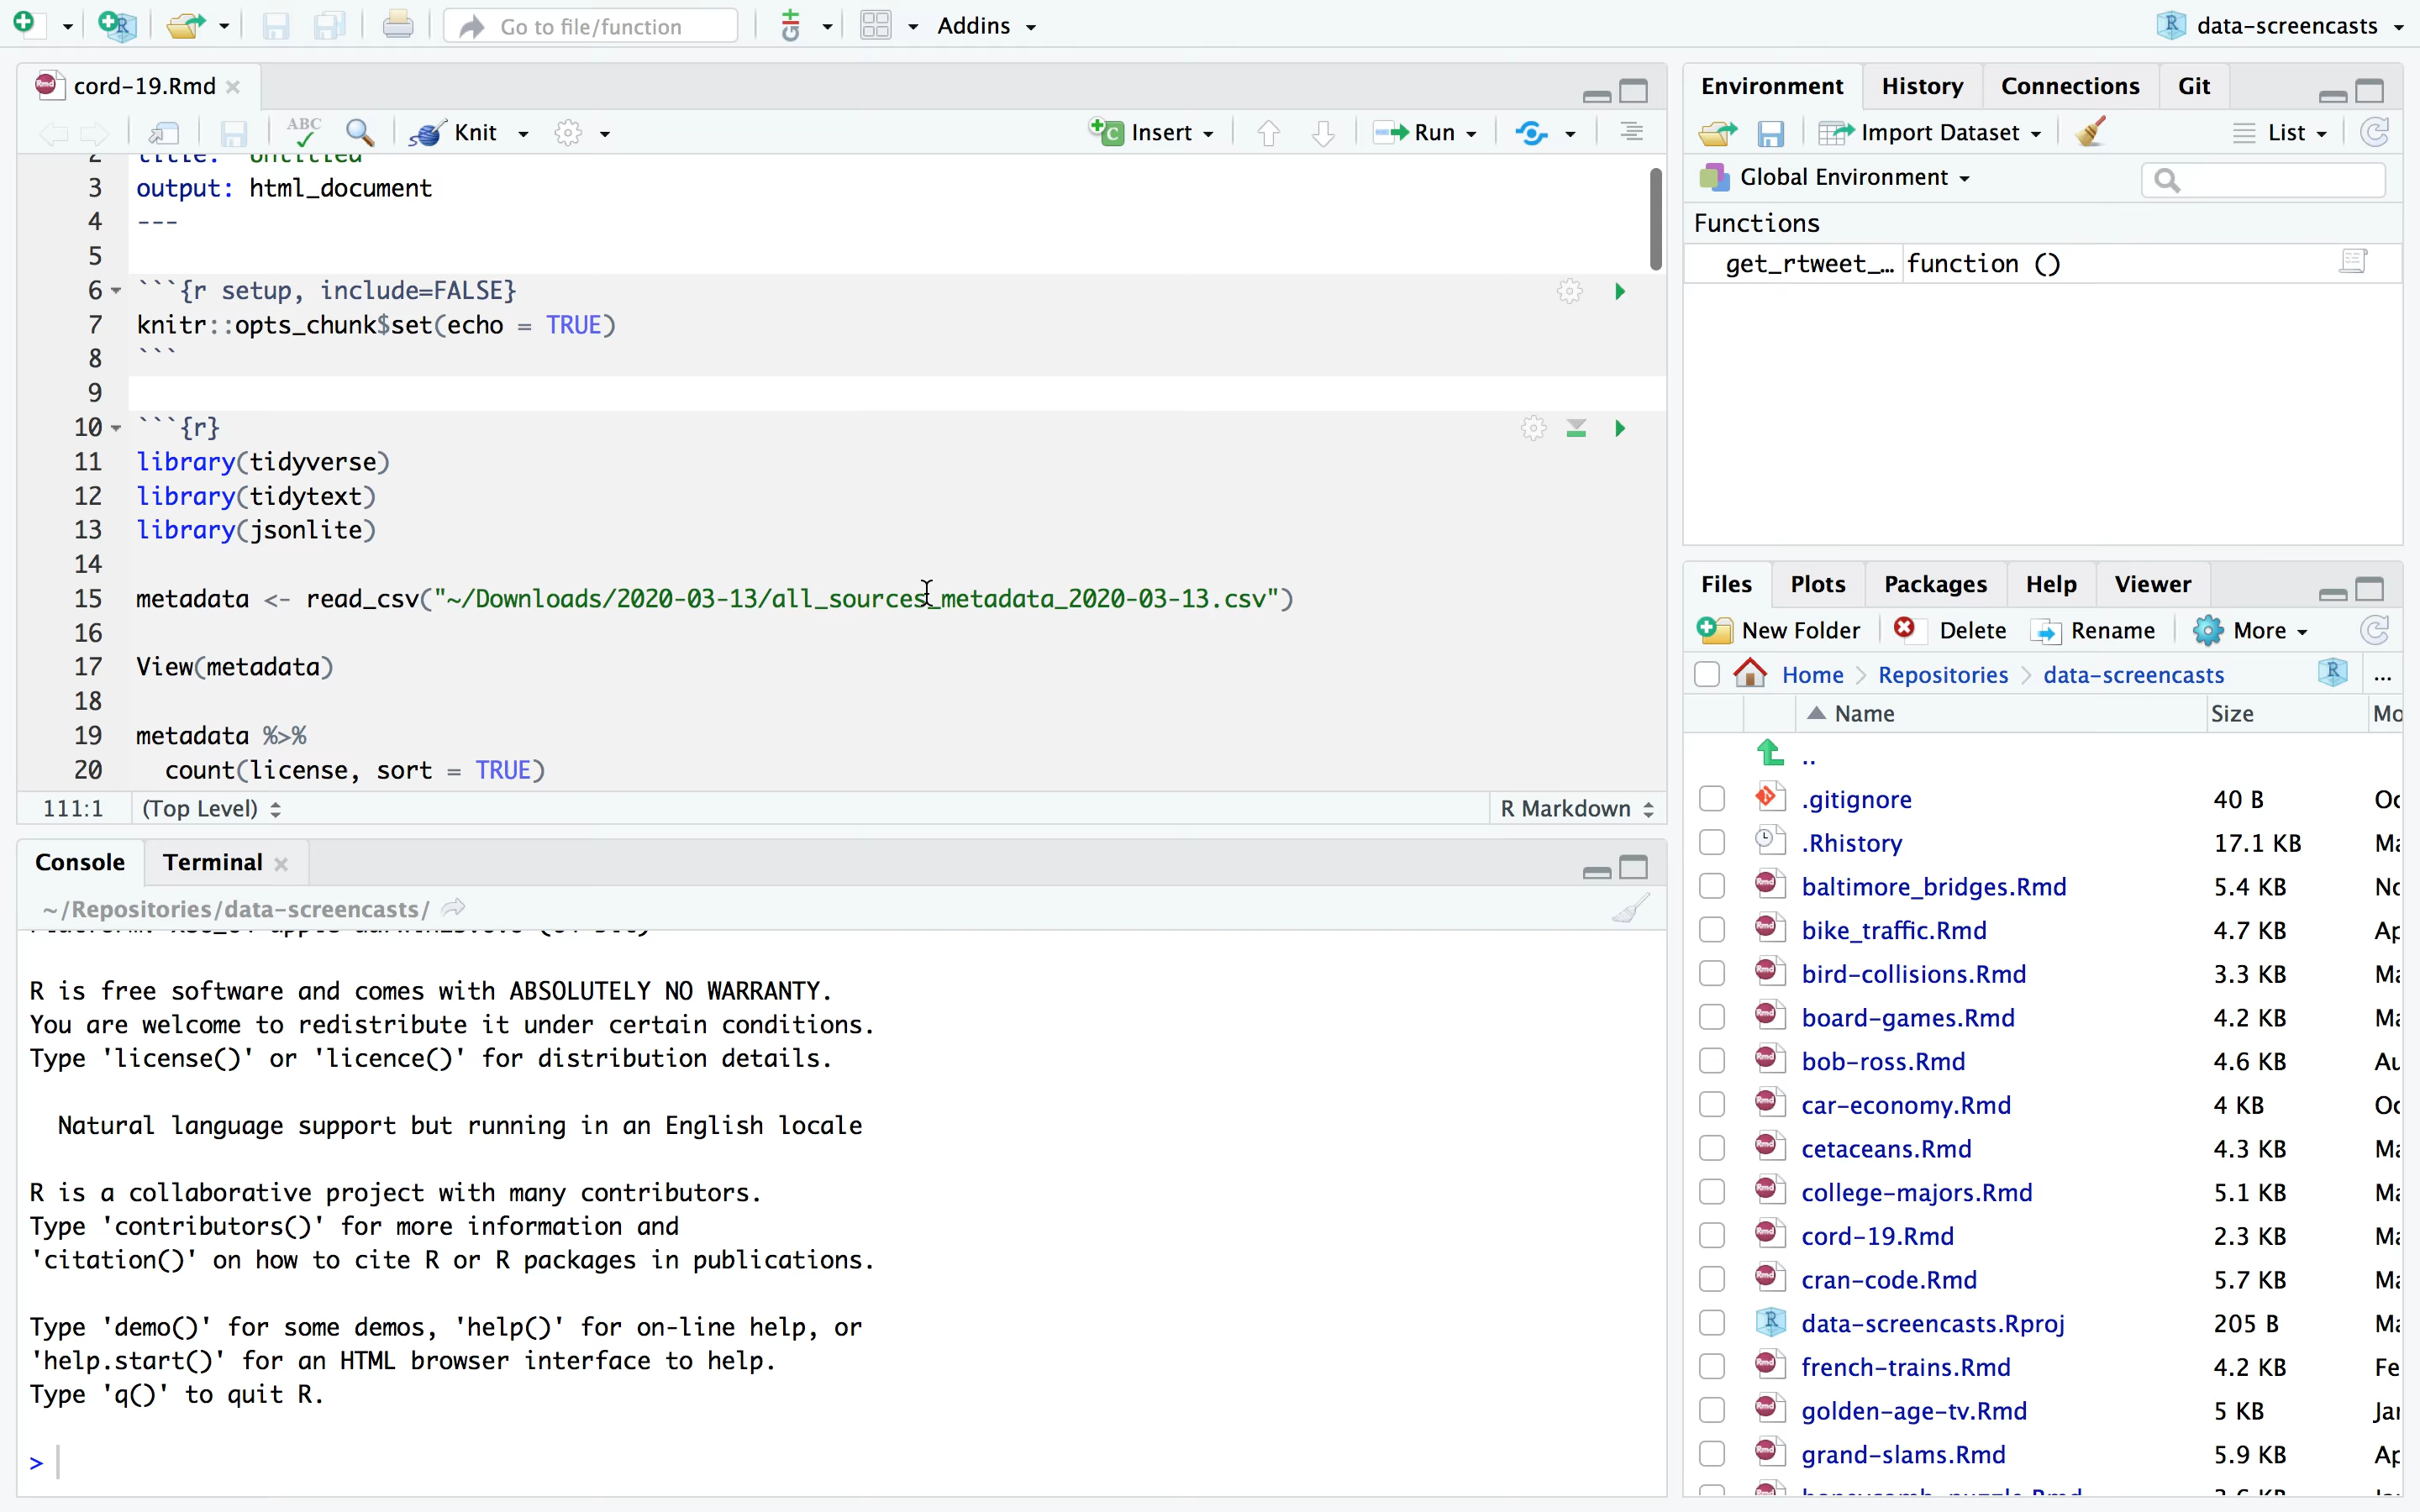 Go to file/function
Addins
data-screencasts
cord-19.Rmd
ABC
Knit
Insert
Run
2 title: "Untitled"
3 output: html_document
4 ---
5
6 ```{r setup, include=FALSE}
7 knitr::opts_chunk$set(echo = TRUE)
8 ```
9
10 ```{r}
11 library(tidyverse)
12 library(tidytext)
13 library(jsonlite)
14
15 metadata <- read_csv("~/Downloads/2020-03-13/all_sources_metadata_2020-03-13.csv")
16
17 View(metadata)
18
19 metadata %>%
20 count(license, sort = TRUE)
111:1 (Top Level) R Markdown
Console Terminal
~/Repositories/data-screencasts/
R is free software and comes with ABSOLUTELY NO WARRANTY.
You are welcome to redistribute it under certain conditions.
Type 'license()' or 'licence()' for distribution details.
Natural language support but running in an English locale
R is a collaborative project with many contributors.
Type 'contributors()' for more information and
'citation()' on how to cite R or R packages in publications.
Type 'demo()' for some demos, 'help()' for on-line help, or
'help.start()' for an HTML browser interface to help.
Type 'q()' to quit R.
>
Environment History Connections Git
Import Dataset List
Global Environment
Functions
get_rtweet_… function ()
Files Plots Packages Help Viewer
New Folder Delete Rename More
Home Repositories data-screencasts ...
Name Size Mo
..
.gitignore 40 B Oc
.Rhistory 17.1 KB Ma
baltimore_bridges.Rmd 5.4 KB No
bike_traffic.Rmd 4.7 KB Ap
bird-collisions.Rmd 3.3 KB Ma
board-games.Rmd 4.2 KB Ma
bob-ross.Rmd 4.6 KB Au
car-economy.Rmd 4 KB Oc
cetaceans.Rmd 4.3 KB Ma
college-majors.Rmd 5.1 KB Ma
cord-19.Rmd 2.3 KB Ma
cran-code.Rmd 5.7 KB Ma
data-screencasts.Rproj 205 B Ma
french-trains.Rmd 4.2 KB Fe
golden-age-tv.Rmd 5 KB Jan
grand-slams.Rmd 5.9 KB Ap